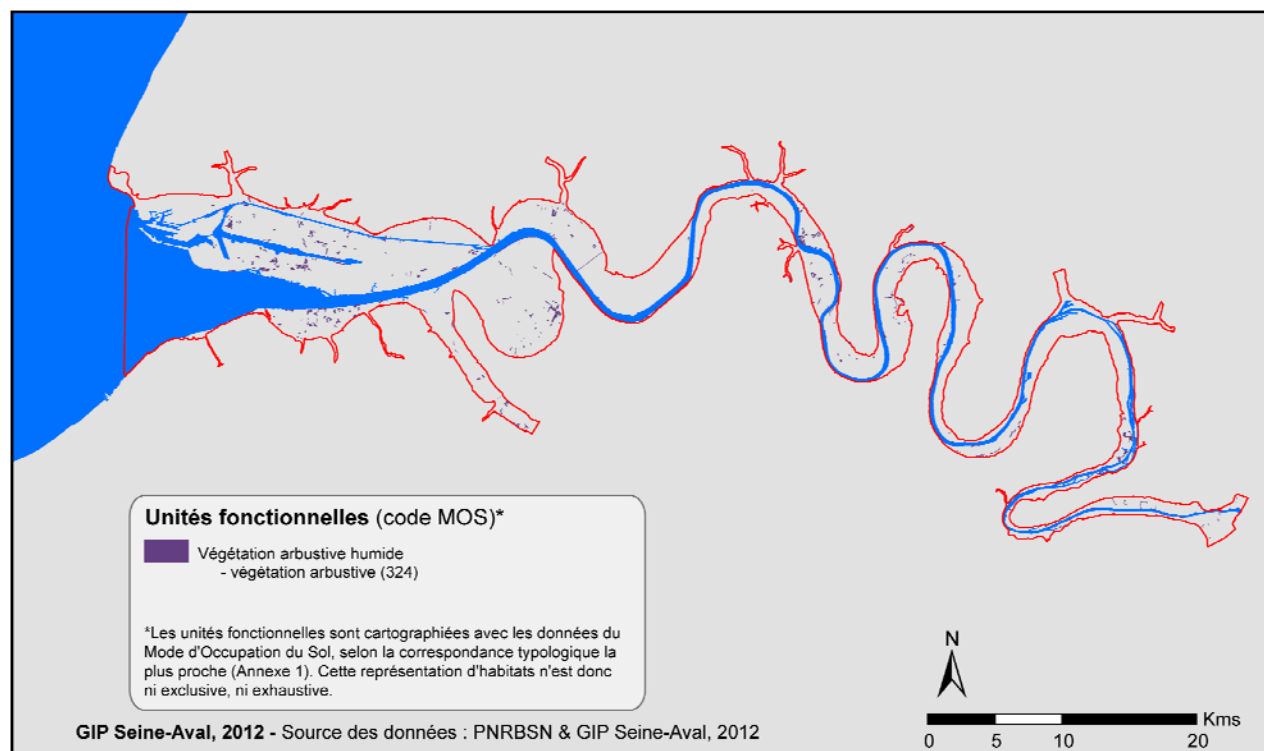 Unités fonctionnelles (code MOS)*
Végétation arbustive humide
- végétation arbustive (324)
*Les unités fonctionnelles sont cartographiées avec les données du
Mode d'Occupation du Sol, selon la correspondance typologique la
plus proche (Annexe 1). Cette représentation d'habitats n'est donc
ni exclusive, ni exhaustive.
GIP Seine-Aval, 2012 - Source des données : PNRBSN & GIP Seine-Aval, 2012
N
Kms
0 5 10 20